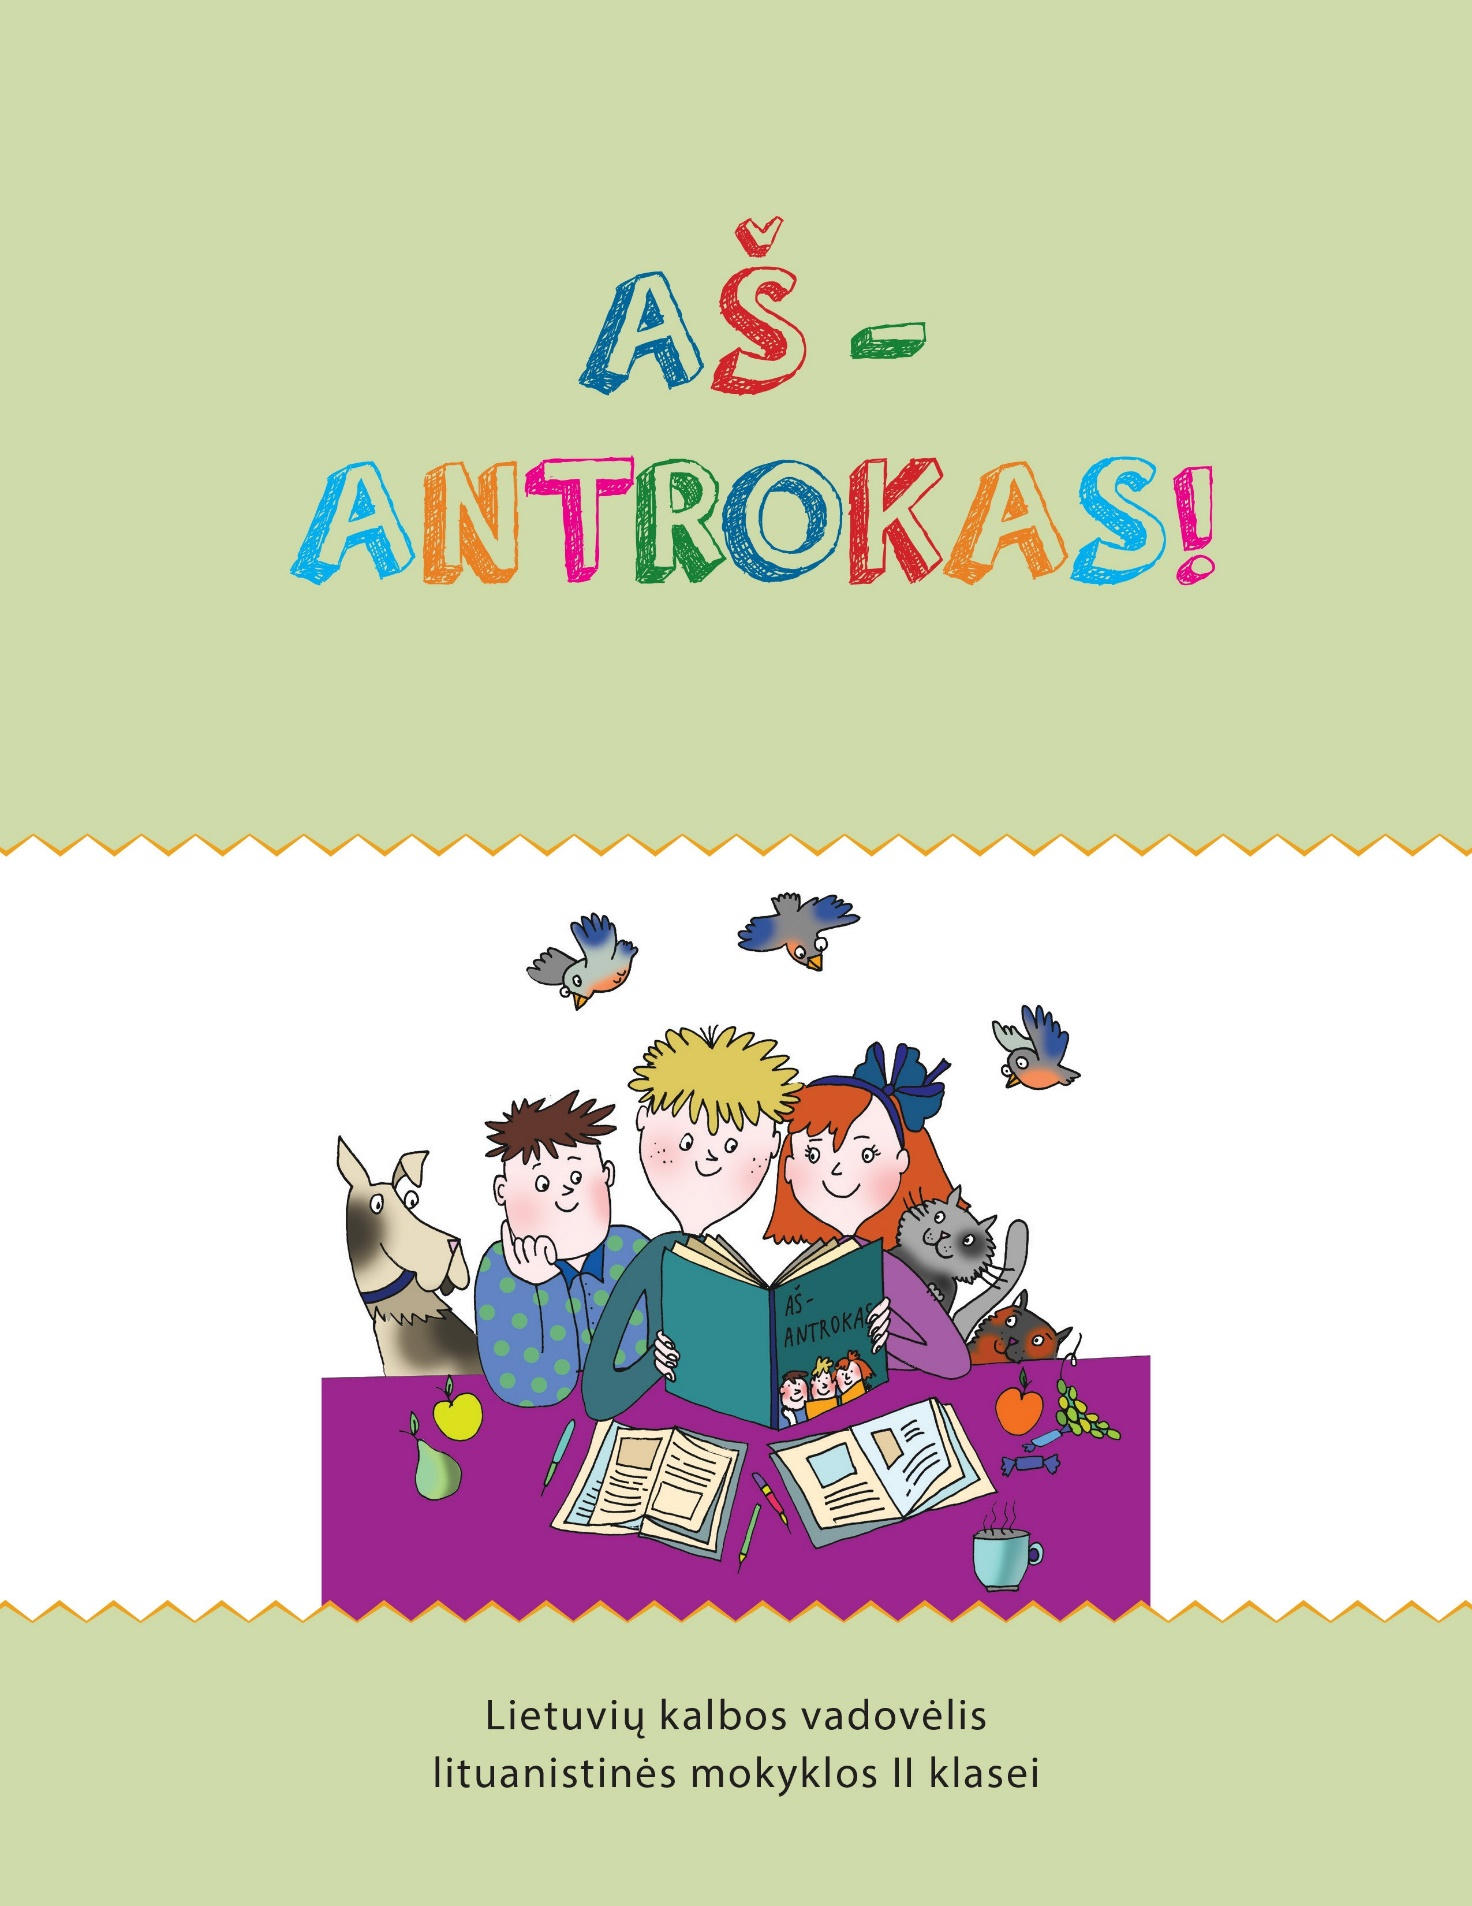 AŠ -
ANTROKAS!
AŠ-
ANTROKAS
Lietuvių kalbos vadovėlis
lituanistinės mokyklos II klasei